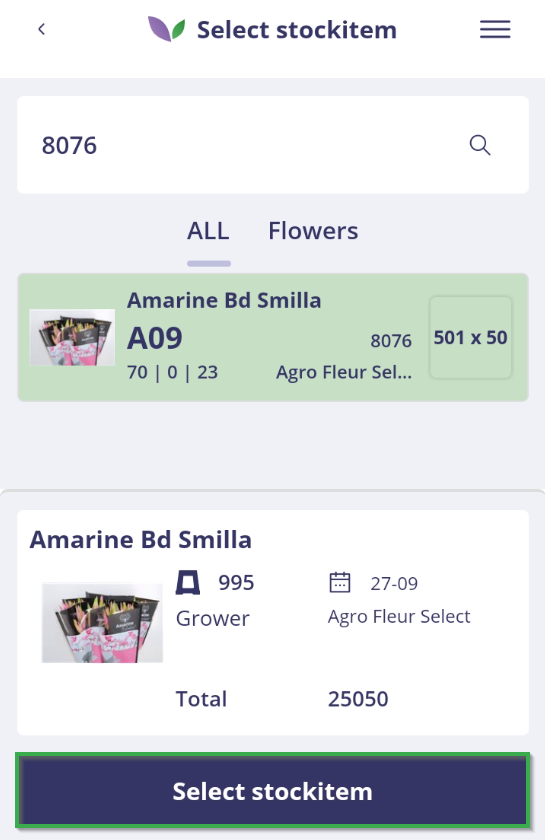 Select stockitem
8076
ALL Flowers
Amarine Bd Smilla
A09
8076
501 x 50
70 | 0 | 23
Agro Fleur Sel...
Amarine Bd Smilla
995
27-09
Grower
Agro Fleur Select
Total
25050
Select stockitem